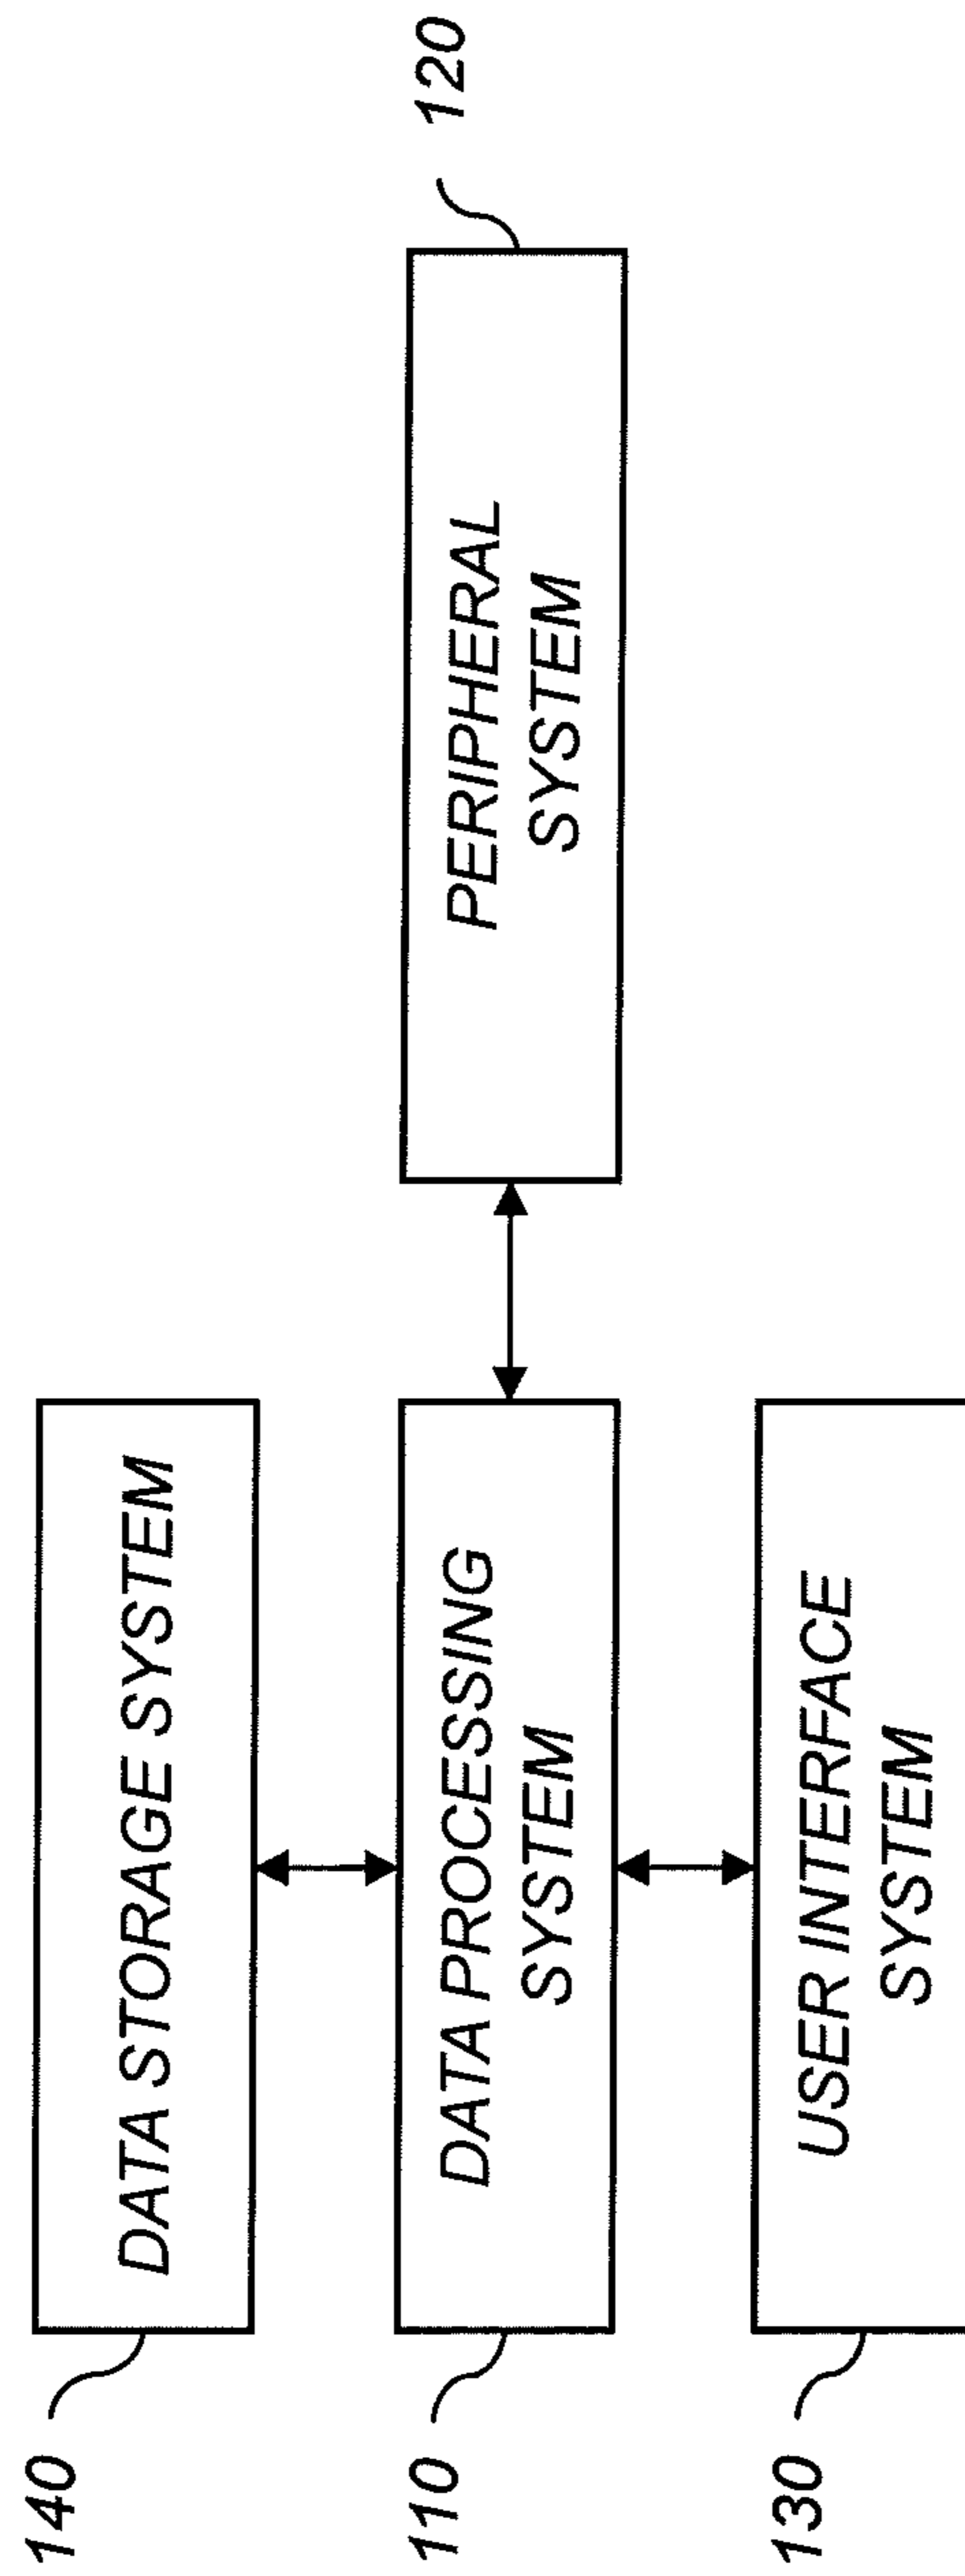 140
DATA STORAGE SYSTEM
110
DATA PROCESSING
SYSTEM
PERIPHERAL
SYSTEM
120
130
USER INTERFACE
SYSTEM